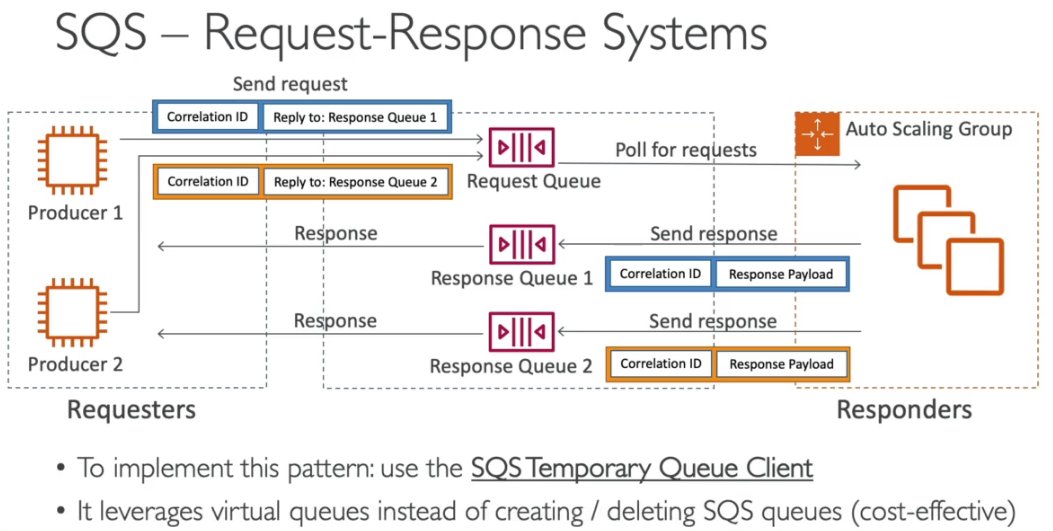 SQS – Request-Response Systems
Send request
Correlation ID
Reply to: Response Queue 1
Auto Scaling Group
Poll for requests
Request Queue
Correlation ID
Reply to: Response Queue 2
Producer 1
Response
Send response
Response Queue 1
Correlation ID
Response Payload
Response
Send response
Producer 2
Response Queue 2
Correlation ID
Response Payload
Requesters
Responders
• To implement this pattern: use the SQS Temporary Queue Client
• It leverages virtual queues instead of creating / deleting SQS queues (cost-effective)